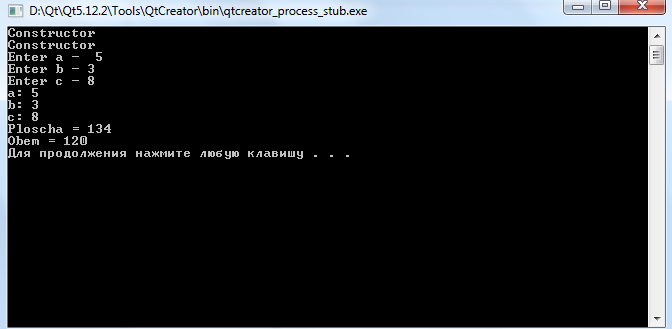 D:\Qt\Qt5.12.2\Tools\QtCreator\bin\qtcreator_process_stub.exe
Constructor
Constructor
Enter a -  5
Enter b - 3
Enter c - 8
a: 5
b: 3
c: 8
Ploscha = 134
Obem = 120
Для продолжения нажмите любую клавишу . . .